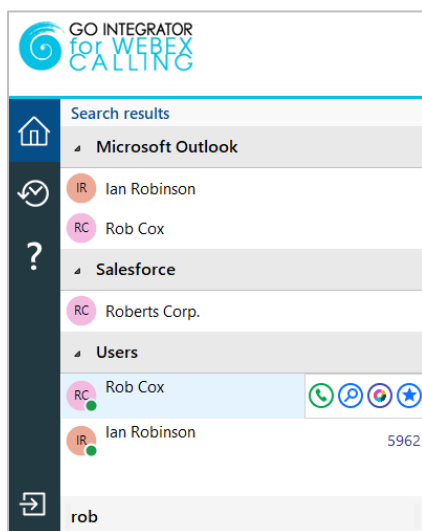 GO INTEGRATOR
for WEBEX
CALLING
Search results
Microsoft Outlook
IR Ian Robinson
RC Rob Cox
Salesforce
RC Roberts Corp.
Users
RC Rob Cox
IR Ian Robinson 5962
?
rob